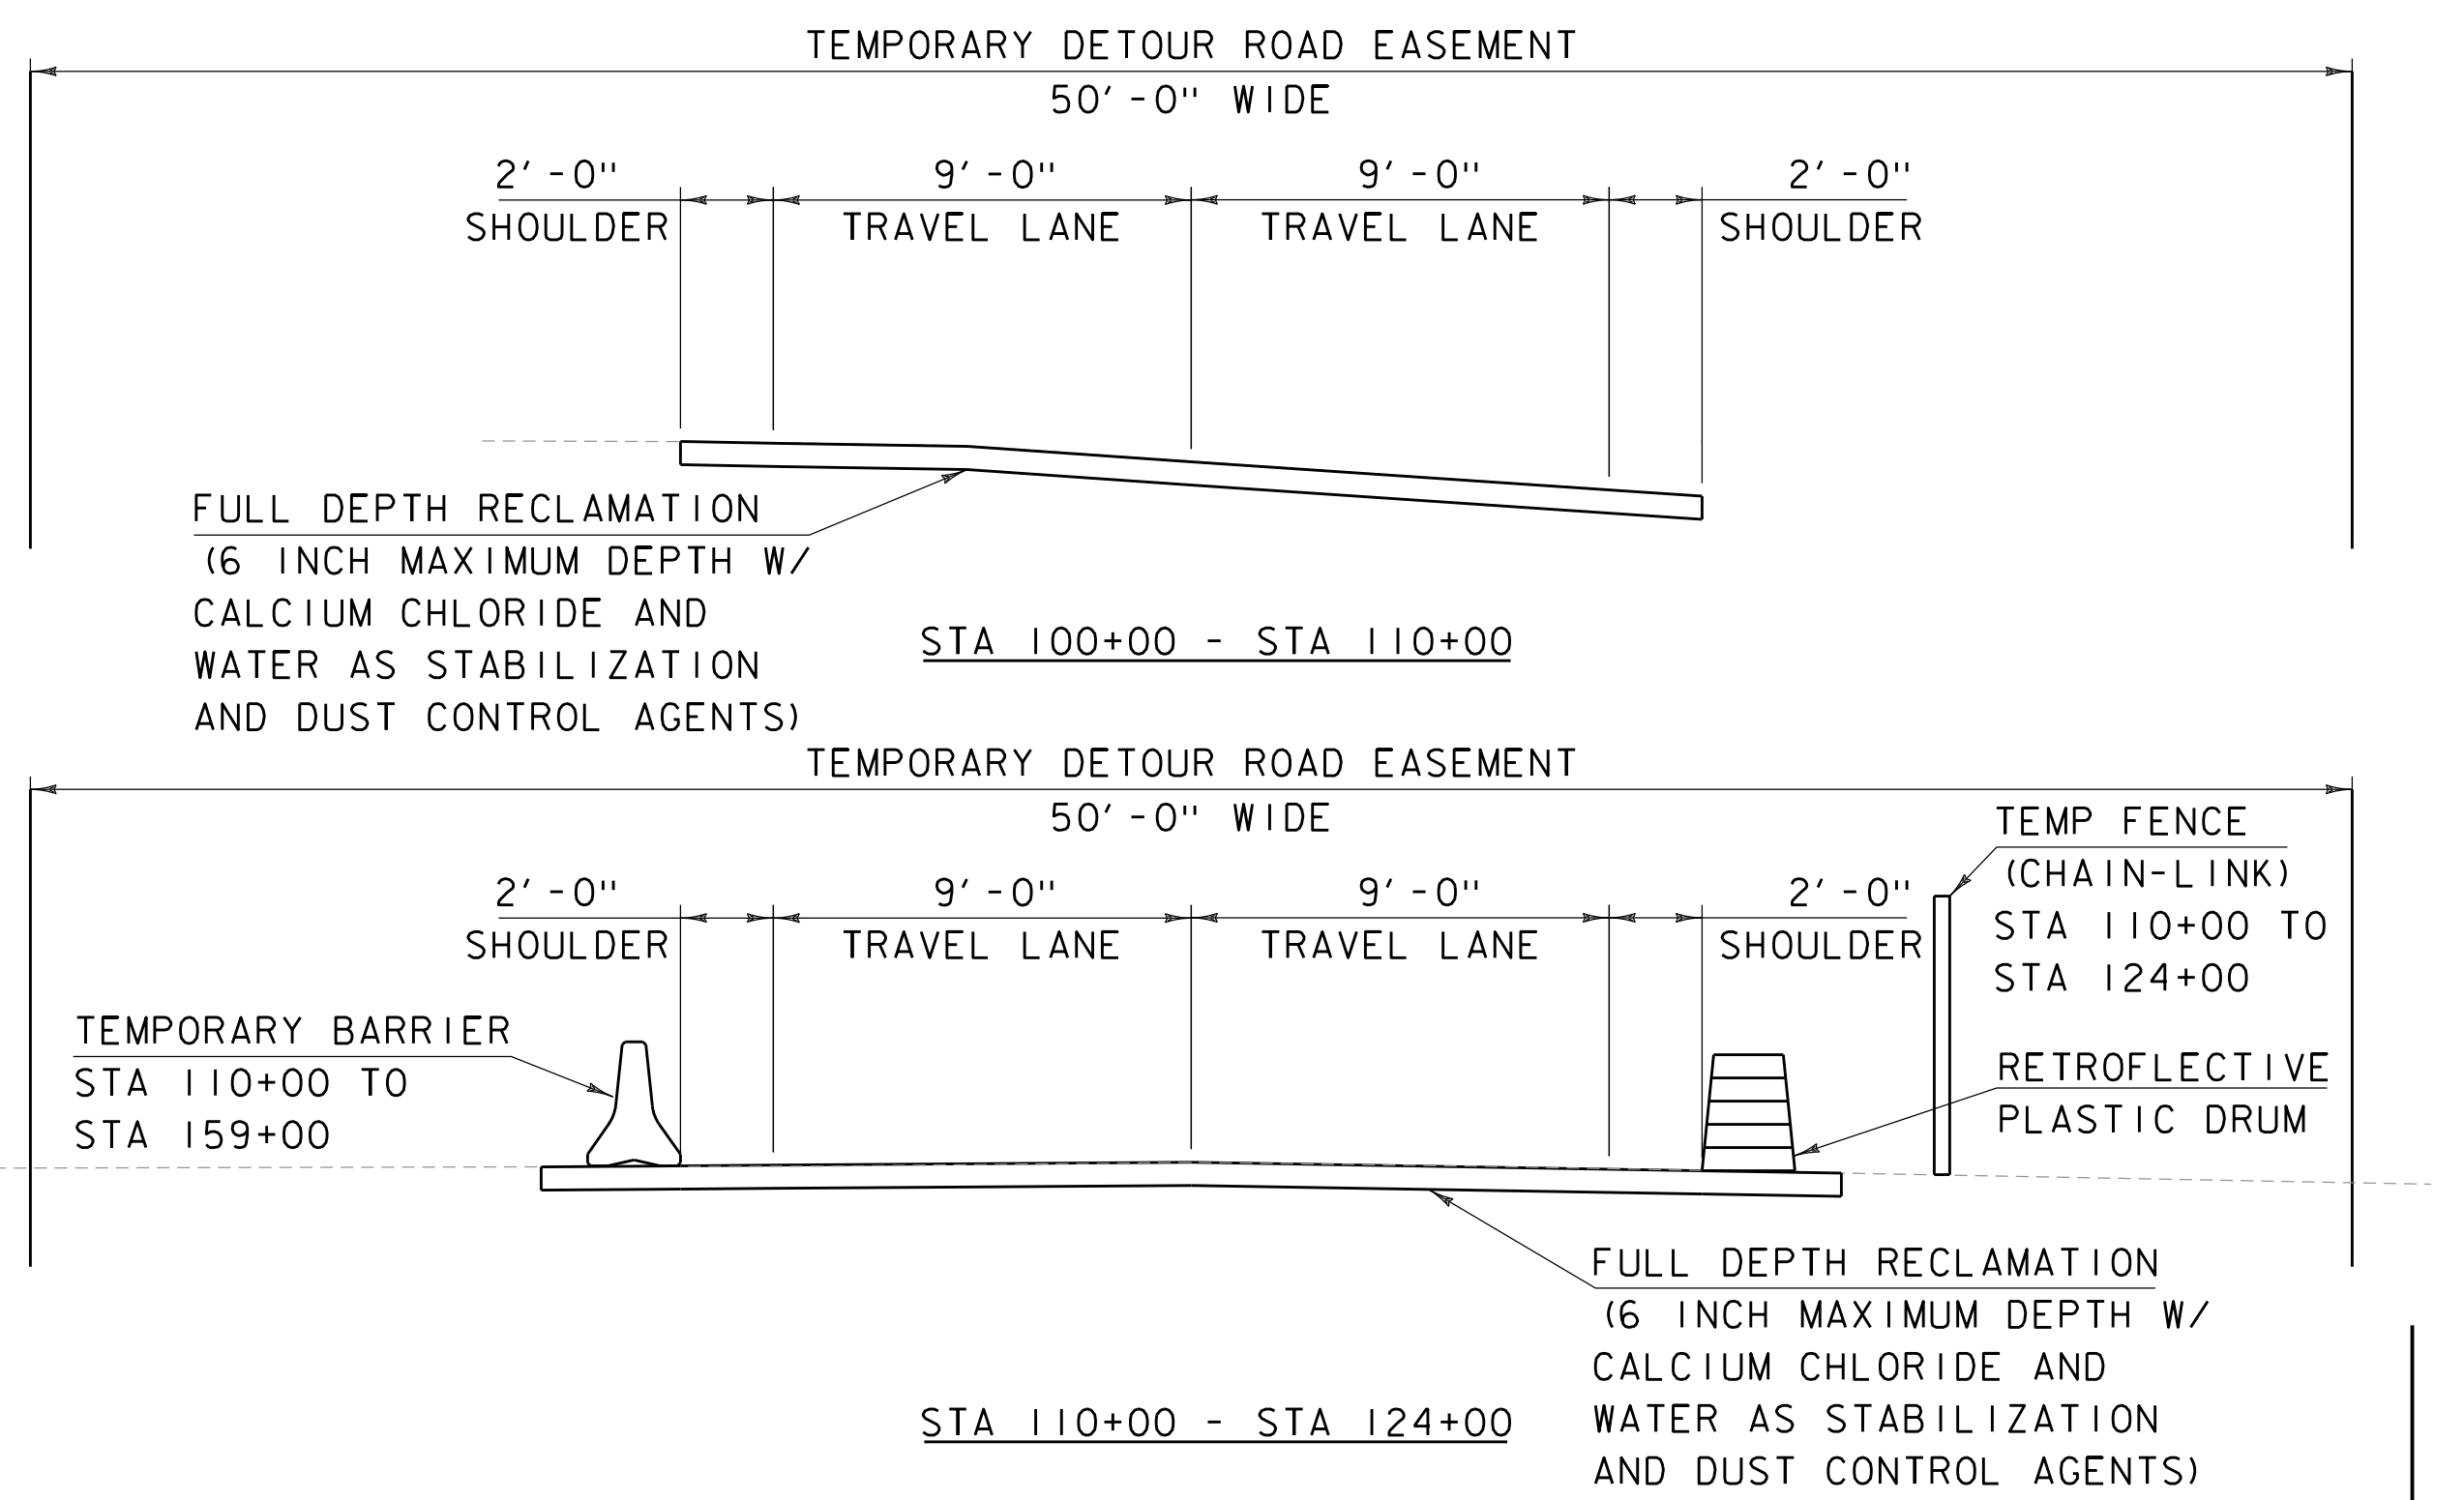 TEMPORARY DETOUR ROAD EASEMENT
50'-0" WIDE
2'-0" 9'-0" 9'-0" 2'-0"
SHOULDER TRAVEL LANE TRAVEL LANE SHOULDER
FULL DEPTH RECLAMATION
(6 INCH MAXIMUM DEPTH W/
CALCIUM CHLORIDE AND
WATER AS STABILIZATION
AND DUST CONTROL AGENTS)
STA 100+00 - STA 110+00
TEMPORARY DETOUR ROAD EASEMENT
50'-0" WIDE
2'-0" 9'-0" 9'-0" 2'-0"
SHOULDER TRAVEL LANE TRAVEL LANE SHOULDER
TEMP FENCE
(CHAIN-LINK)
STA 110+00 TO
STA 124+00
TEMPORARY BARRIER
STA 110+00 TO
STA 159+00
RETROFLECTIVE
PLASTIC DRUM
FULL DEPTH RECLAMATION
(6 INCH MAXIMUM DEPTH W/
CALCIUM CHLORIDE AND
WATER AS STABILIZATION
AND DUST CONTROL AGENTS)
STA 110+00 - STA 124+00